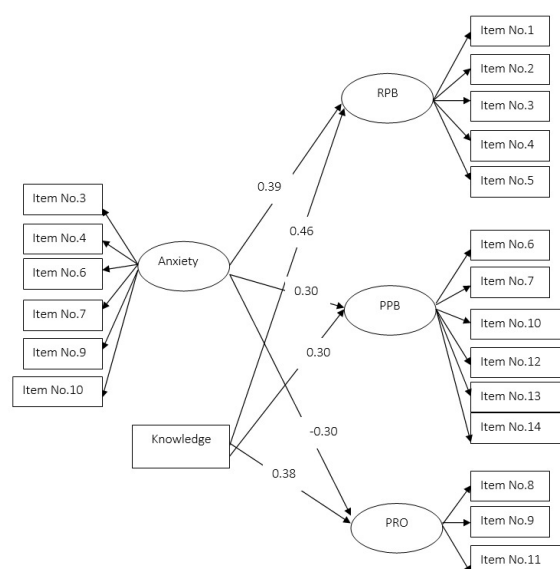 Item No.1
Item No.2
Item No.3
Item No.4
Item No.5
RPB
0.39
0.46
Item No.3
Item No.4
Item No.6
Item No.7
Item No.9
Item No.10
Anxiety
0.30
0.30
Item No.6
Item No.7
Item No.10
Item No.12
Item No.13
Item No.14
PPB
Knowledge
-0.30
0.38
Item No.8
Item No.9
Item No.11
PRO